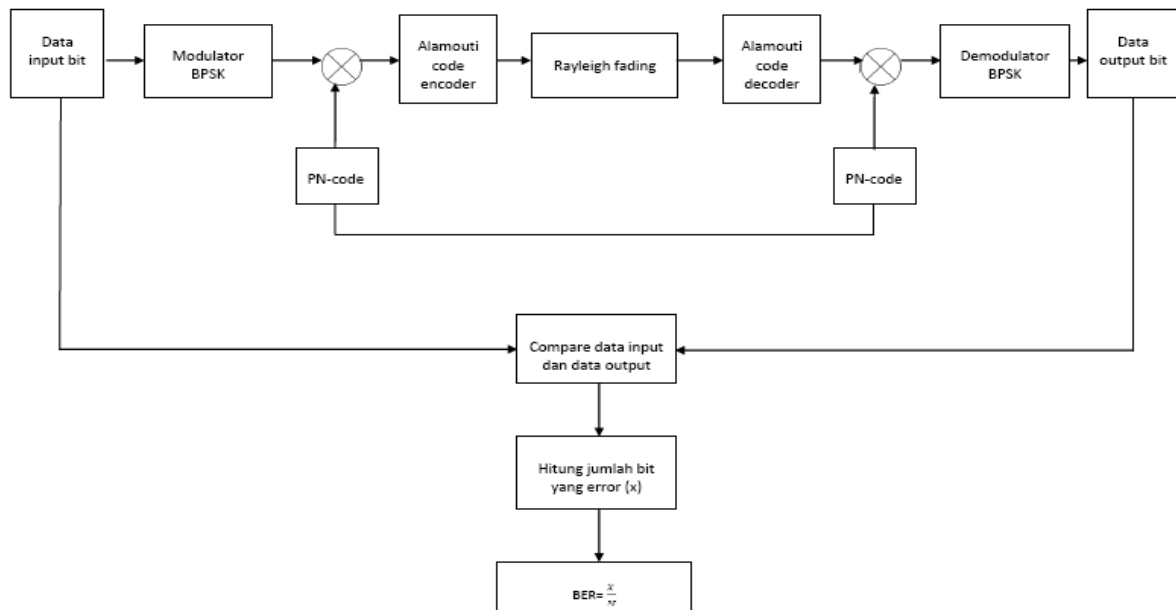 Data
input bit
Modulator
BPSK
Alamouti
code
encoder
Rayleigh fading
Alamouti
code
decoder
Demodulator
BPSK
Data
output bit
PN-code
PN-code
Compare data input
dan data output
Hitung jumlah bit
yang error (x)
BER= x/N